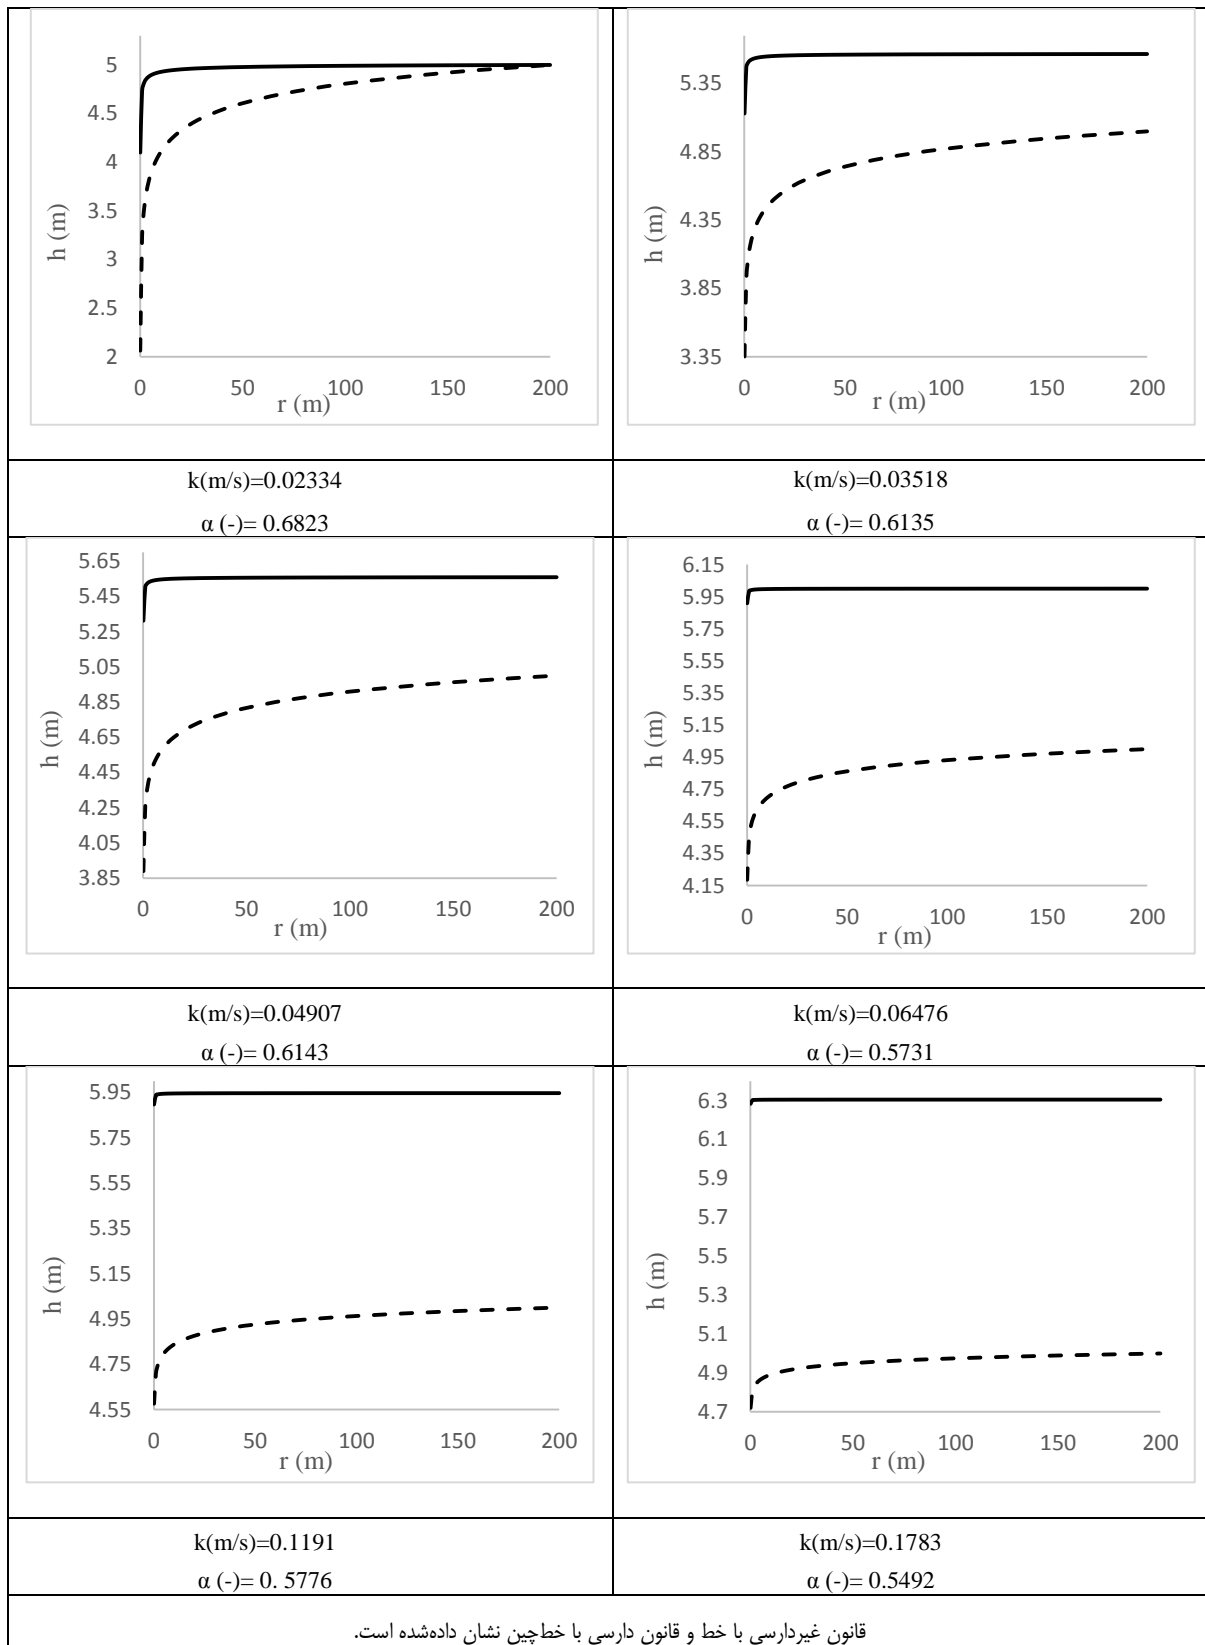 5
4.5
4
3.5
3
2.5
2
h (m)
0 50 100 150 200
r (m)
5.35
4.85
4.35
3.85
3.35
h (m)
0 50 100 150 200
r (m)
k(m/s)=0.02334
α (-)= 0.6823
k(m/s)=0.03518
α (-)= 0.6135
5.65
5.45
5.25
5.05
4.85
4.65
4.45
4.25
4.05
3.85
h (m)
0 50 100 150 200
r (m)
6.15
5.95
5.75
5.55
5.35
5.15
4.95
4.75
4.55
4.35
4.15
h (m)
0 50 100 150 200
r (m)
k(m/s)=0.04907
α (-)= 0.6143
k(m/s)=0.06476
α (-)= 0.5731
5.95
5.75
5.55
5.35
5.15
4.95
4.75
4.55
h (m)
0 50 100 150 200
r (m)
6.3
6.1
5.9
5.7
5.5
5.3
5.1
4.9
4.7
h (m)
0 50 100 150 200
r (m)
k(m/s)=0.1191
α (-)= 0. 5776
k(m/s)=0.1783
α (-)= 0.5492
قانون غیردارسی با خط و قانون دارسی با خط‌چین نشان داده‌شده است.